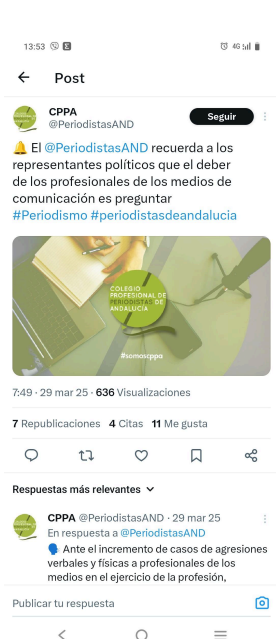 13:53
4G
Post
CPPA
@PeriodistasAND
Seguir
🔔 El @PeriodistasAND recuerda a los
representantes políticos que el deber
de los profesionales de los medios de
comunicación es preguntar
#Periodismo #periodistasdeandalucia
COLEGIO
PROFESIONAL DE
PERIODISTAS DE
ANDALUCÍA
#somoscppa
7:49 · 29 mar 25 · 636 Visualizaciones
7 Republicaciones 4 Citas 11 Me gusta
Respuestas más relevantes
CPPA @PeriodistasAND · 29 mar 25
En respuesta a @PeriodistasAND
🗣️ Ante el incremento de casos de agresiones
verbales y físicas a profesionales de los
medios en el ejercicio de la profesión,
Publicar tu respuesta